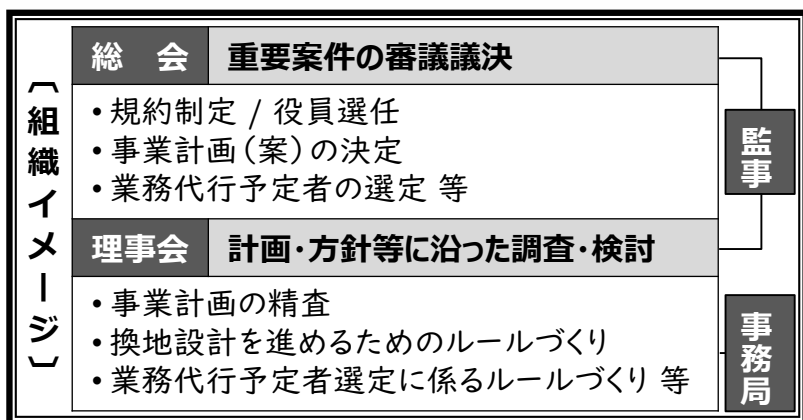 〔組織イメージ〕
総 会 重要案件の審議議決
• 規約制定 / 役員選任
• 事業計画(案)の決定
• 業務代行予定者の選定 等
理事会 計画・方針等に沿った調査・検討
• 事業計画の精査
• 換地設計を進めるためのルールづくり
• 業務代行予定者選定に係るルールづくり 等
監事
事務局